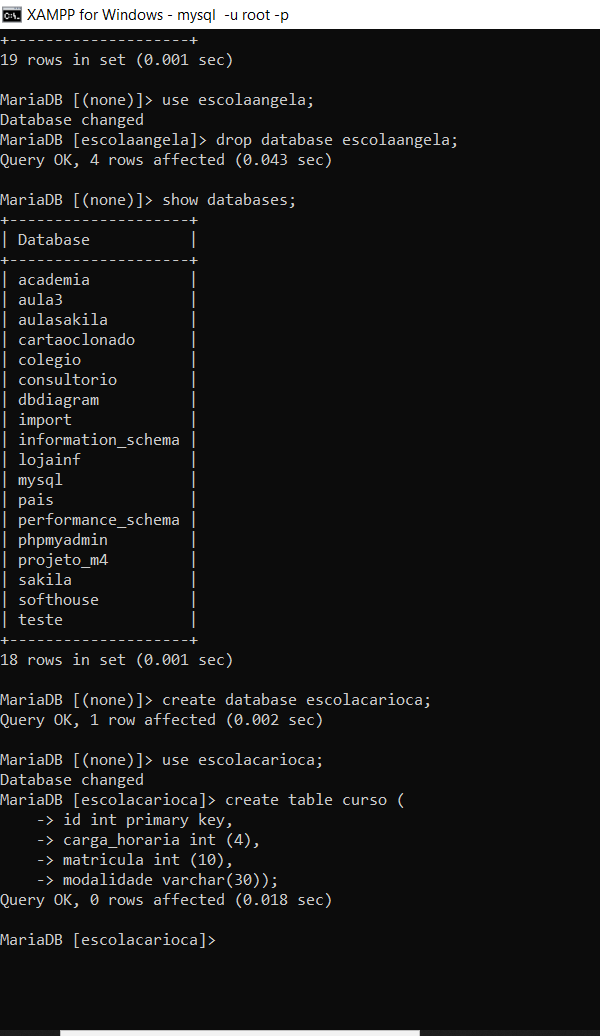 XAMPP for Windows - mysql  -u root -p
+--------------------+
19 rows in set (0.001 sec)
MariaDB [(none)]> use escolaangela;
Database changed
MariaDB [escolaangela]> drop database escolaangela;
Query OK, 4 rows affected (0.043 sec)
MariaDB [(none)]> show databases;
+--------------------+
| Database           |
+--------------------+
| academia           |
| aula3              |
| aulasakila         |
| cartaoclonado      |
| colegio            |
| consultorio        |
| dbdiagram          |
| import             |
| information_schema |
| lojainf            |
| mysql              |
| pais               |
| performance_schema |
| phpmyadmin         |
| projeto_m4         |
| sakila             |
| softhouse          |
| teste              |
+--------------------+
18 rows in set (0.001 sec)
MariaDB [(none)]> create database escolacarioca;
Query OK, 1 row affected (0.002 sec)
MariaDB [(none)]> use escolacarioca;
Database changed
MariaDB [escolacarioca]> create table curso (
    -> id int primary key,
    -> carga_horaria int (4),
    -> matricula int (10),
    -> modalidade varchar(30));
Query OK, 0 rows affected (0.018 sec)
MariaDB [escolacarioca]>